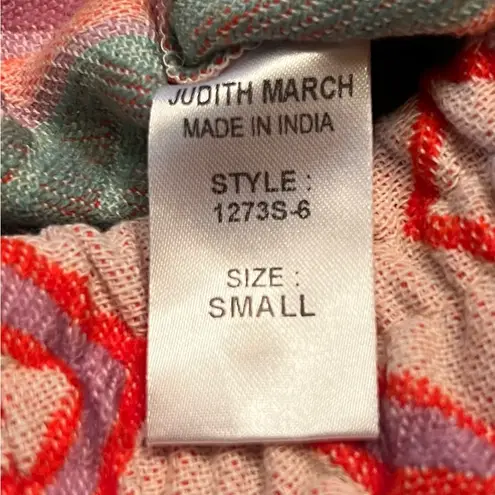 JUDITH MARCH
MADE IN INDIA
STYLE :
1273S-6
SIZE :
SMALL